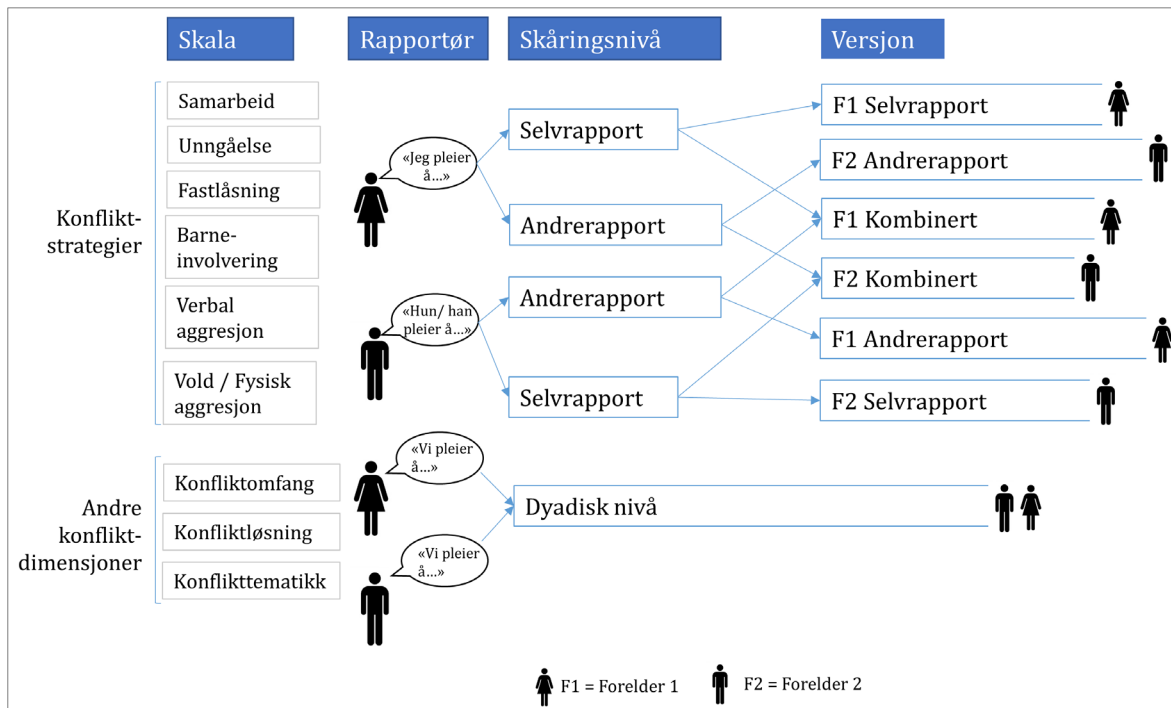 Skala
Rapportør
Skåringsnivå
Versjon
Konflikt-
strategier
Samarbeid
Unngåelse
Fastlåsning
Barne-
involvering
Verbal
aggresjon
Vold / Fysisk
aggresjon
«Jeg pleier
å…»
«Hun/ han
pleier å…»
Selvrapport
Andrerapport
Andrerapport
Selvrapport
F1 Selvrapport
F2 Andrerapport
F1 Kombinert
F2 Kombinert
F1 Andrerapport
F2 Selvrapport
Andre
konflikt-
dimensjoner
Konfliktomfang
Konfliktløsning
Konflikttematikk
«Vi pleier
å…»
«Vi pleier
å…»
Dyadisk nivå
F1 = Forelder 1
F2 = Forelder 2